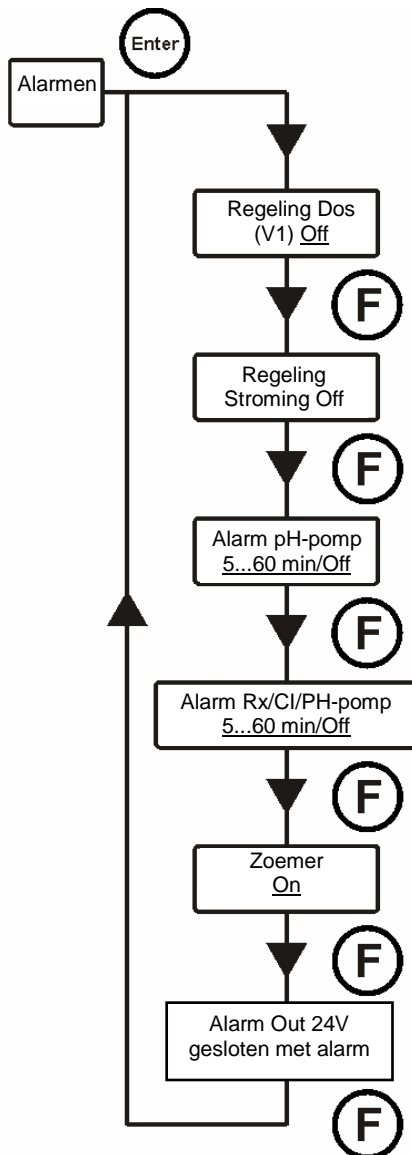 Enter
Alarmen
Regeling Dos
(V1) Off
F
Regeling
Stroming Off
F
Alarm pH-pomp
5...60 min/Off
F
Alarm Rx/Cl/PH-pomp
5...60 min/Off
F
Zoemer
On
F
Alarm Out 24V
gesloten met alarm
F